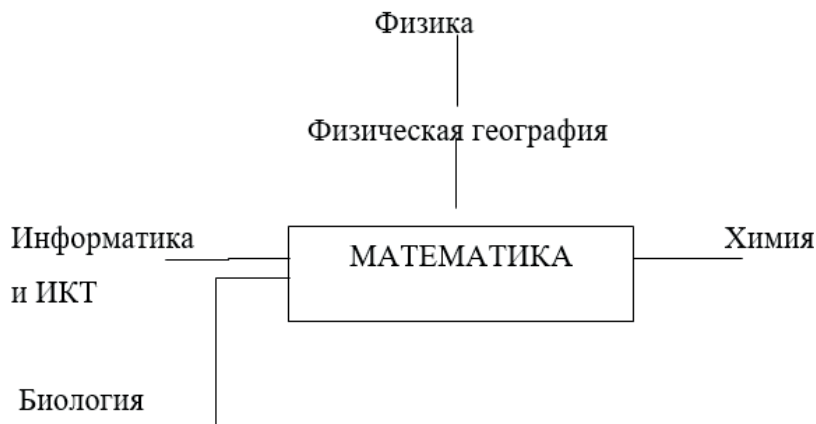 Физика
Физическая география
Информатика
и ИКТ
МАТЕМАТИКА
Химия
Биология